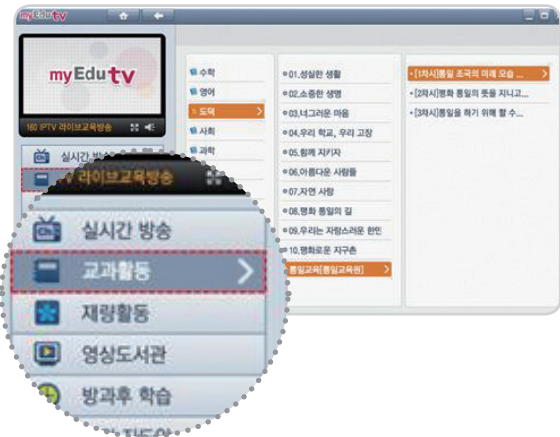 myEdutv
myEdutv
160 IPTV 라이브교육방송
실시간 방송
수학
영어
도덕
사회
과학
01.성실한 생활
02.소중한 생명
03.너그러운 마음
04.우리 학교, 우리 고장
05.함께 지키자
06.아름다운 사람들
07.자연 사랑
08.평화 통일의 길
09.우리는 자랑스러운 한민
10.평화로운 지구촌
통일교육[통일교육원]
[1차시]통일 조국의 미래 모습 ...
[2차시]평화 통일의 뜻을 지니고...
[3차시]통일을 하기 위해 할 수...
V 라이브교육방송
Ch
실시간 방송
교과활동
재량활동
영상도서관
방과후 학습